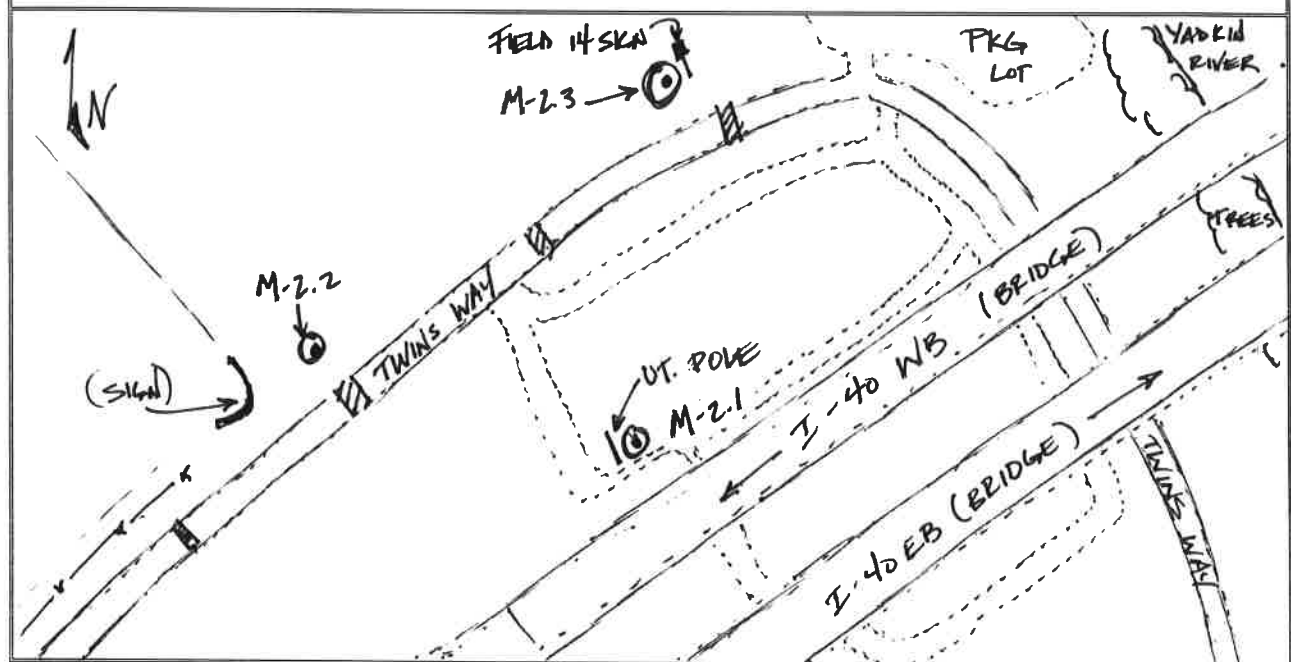 FIELD 14 SIGN
M-2.3
PKG
LOT
YADKIN
RIVER
N
M-2.2
(SIGN)
TWINS WAY
UT. POLE
M-2.1
TREES
I-40 WB (BRIDGE)
I-40 EB (BRIDGE)
TWINS WAY